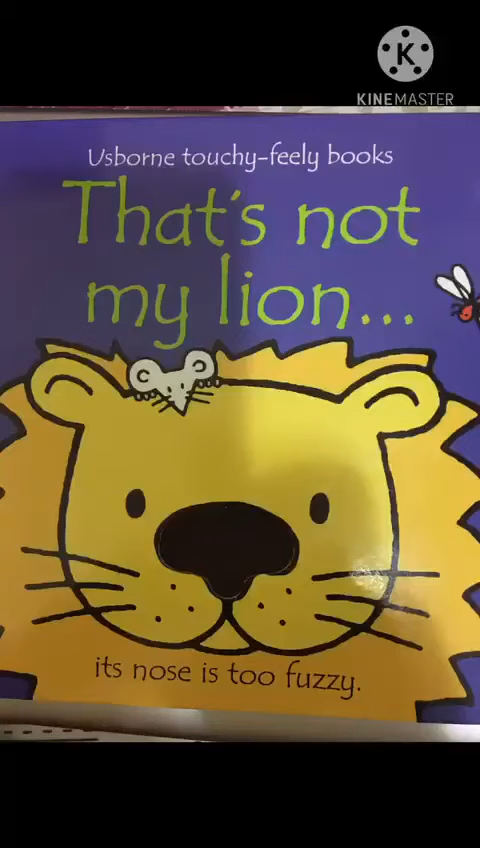 K
KINEMASTER
Usborne touchy-feely books
That's not
my lion...
its nose is too fuzzy.